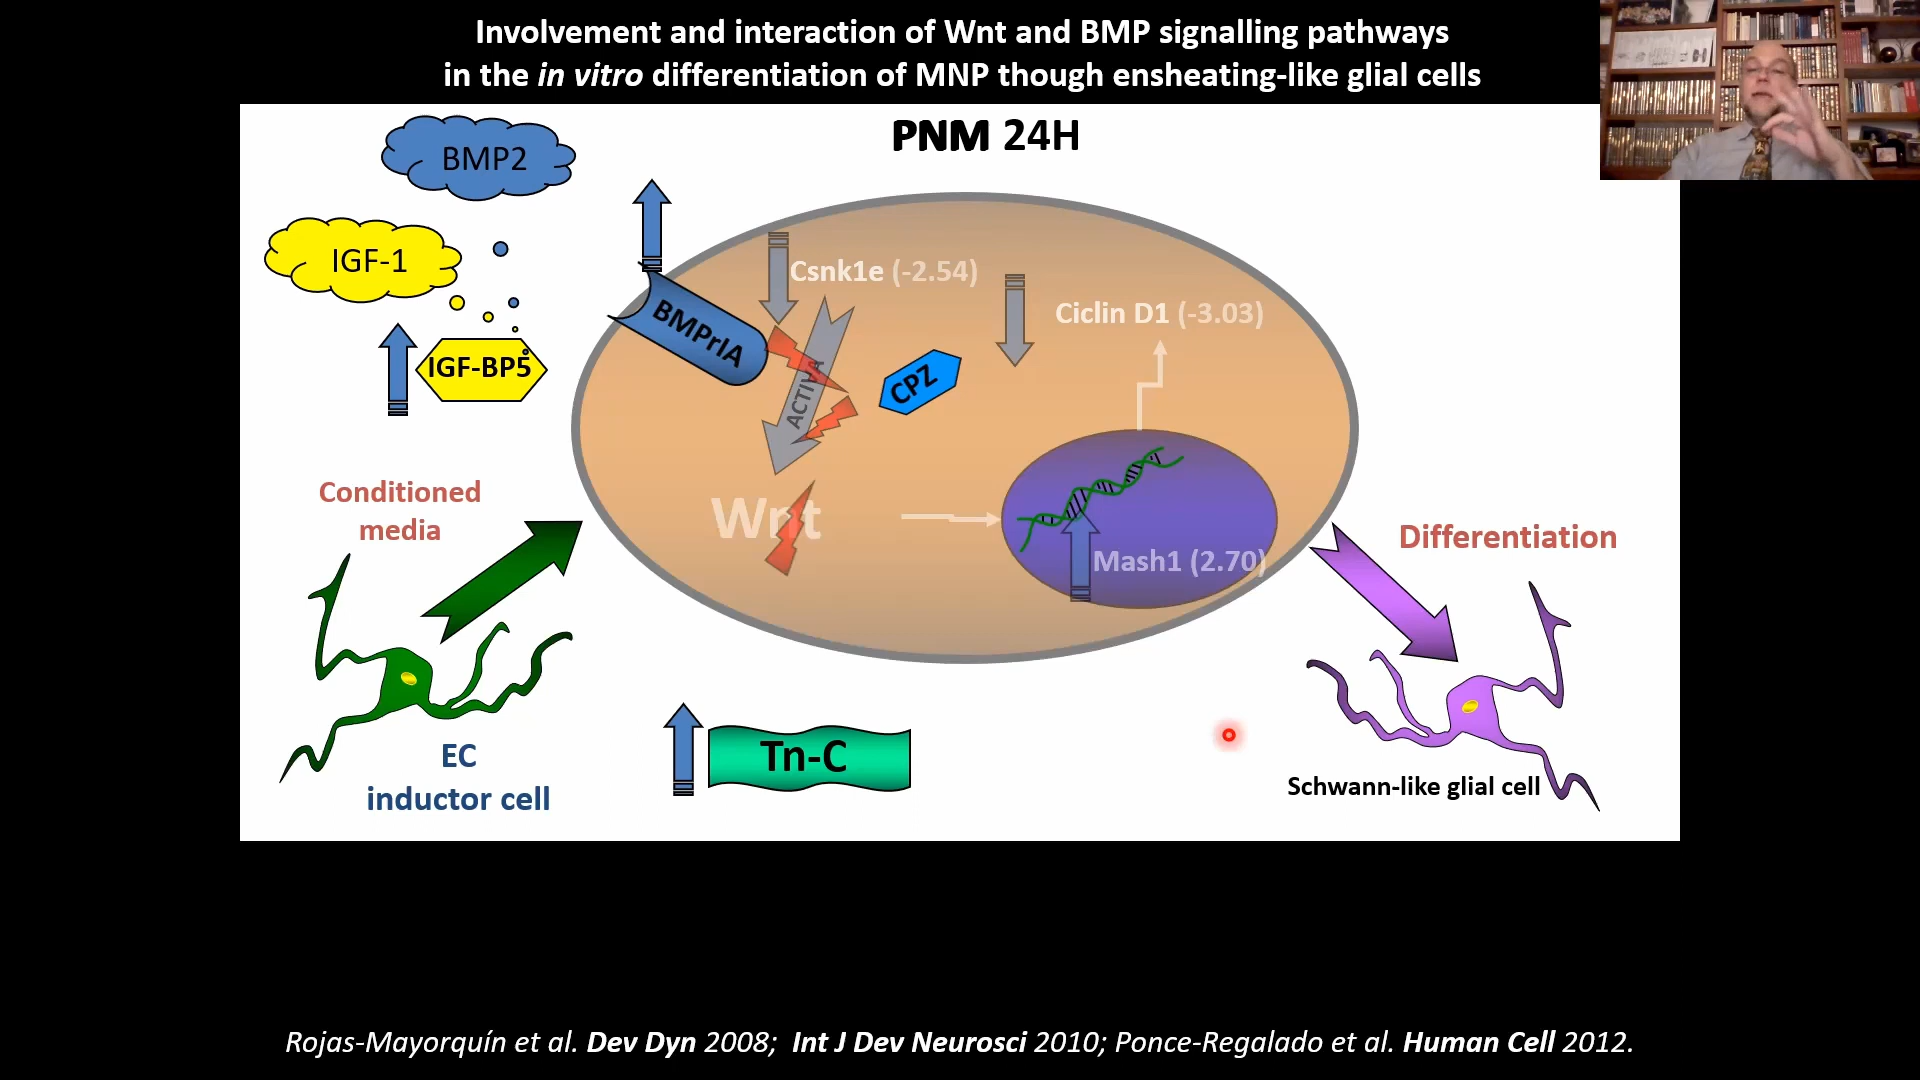 Involvement and interaction of Wnt and BMP signalling pathways
in the in vitro differentiation of MNP though ensheating-like glial cells
PNM 24H
BMP2
IGF-1
IGF-BP5
BMPrIA
Csnk1e (-2.54)
ACTIVA
CPZ
Ciclin D1 (-3.03)
Wnt
Mash1 (2.70)
Conditioned
media
EC
inductor cell
Tn-C
Differentiation
Schwann-like glial cell
Rojas-Mayorquín et al. Dev Dyn 2008; Int J Dev Neurosci 2010; Ponce-Regalado et al. Human Cell 2012.